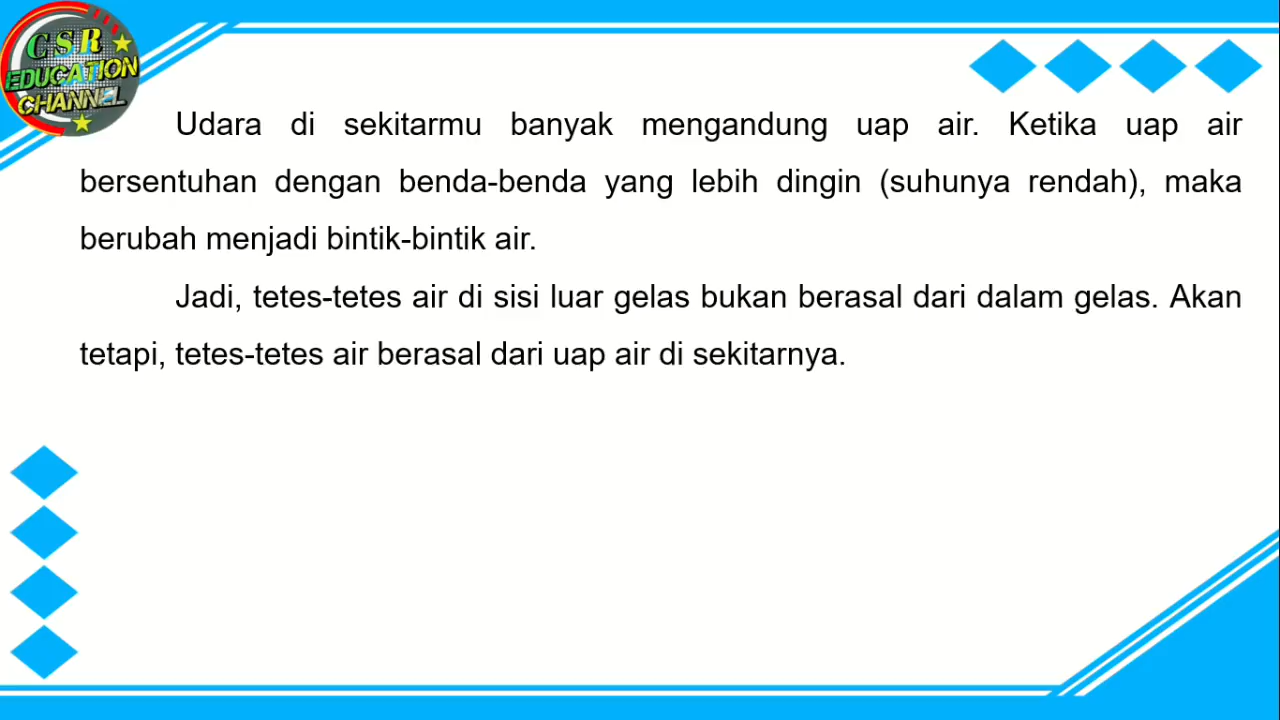 CSR
EDUCATION
CHANNEL
Udara di sekitarmu banyak mengandung uap air. Ketika uap air
bersentuhan dengan benda-benda yang lebih dingin (suhunya rendah), maka
berubah menjadi bintik-bintik air.
Jadi, tetes-tetes air di sisi luar gelas bukan berasal dari dalam gelas. Akan
tetapi, tetes-tetes air berasal dari uap air di sekitarnya.